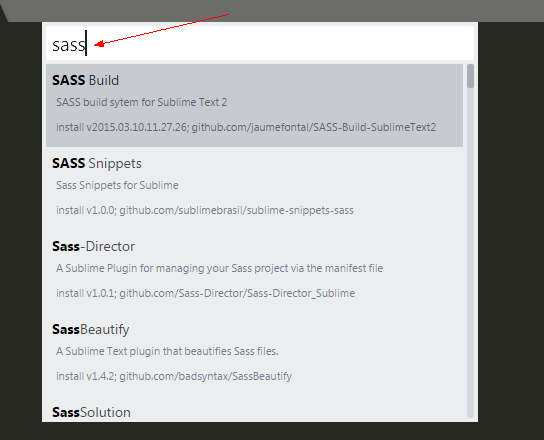 sass
SASS Build
SASS build sytem for Sublime Text 2
install v2015.03.10.11.27.26; github.com/jaumefontal/SASS-Build-SublimeText2
SASS Snippets
Sass Snippets for Sublime
install v1.0.0; github.com/sublimebrasil/sublime-snippets-sass
Sass-Director
A Sublime Plugin for managing your Sass project via the manifest file
install v1.0.1; github.com/Sass-Director/Sass-Director_Sublime
SassBeautify
A Sublime Text plugin that beautifies Sass files.
install v1.4.2; github.com/badsyntax/SassBeautify
SassSolution